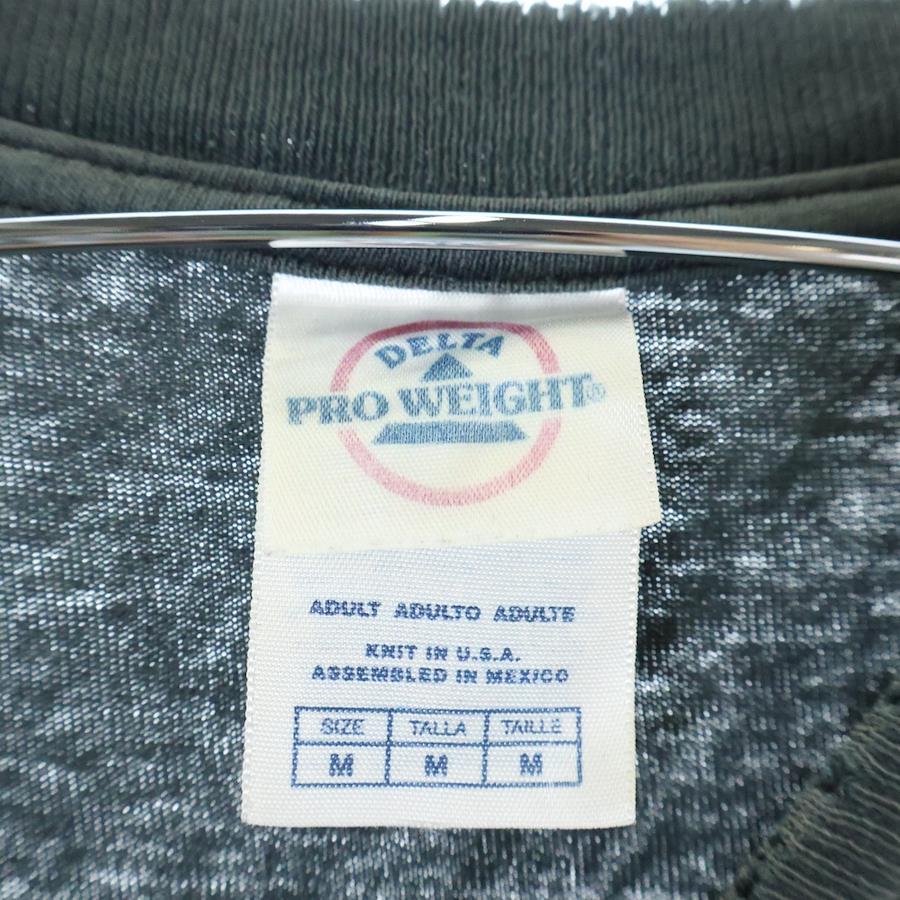 DELTA
PRO WEIGHT®
ADULT ADULTO ADULTE
KNIT IN U.S.A.
ASSEMBLED IN MEXICO
SIZE TALLA TAILLE
M M M